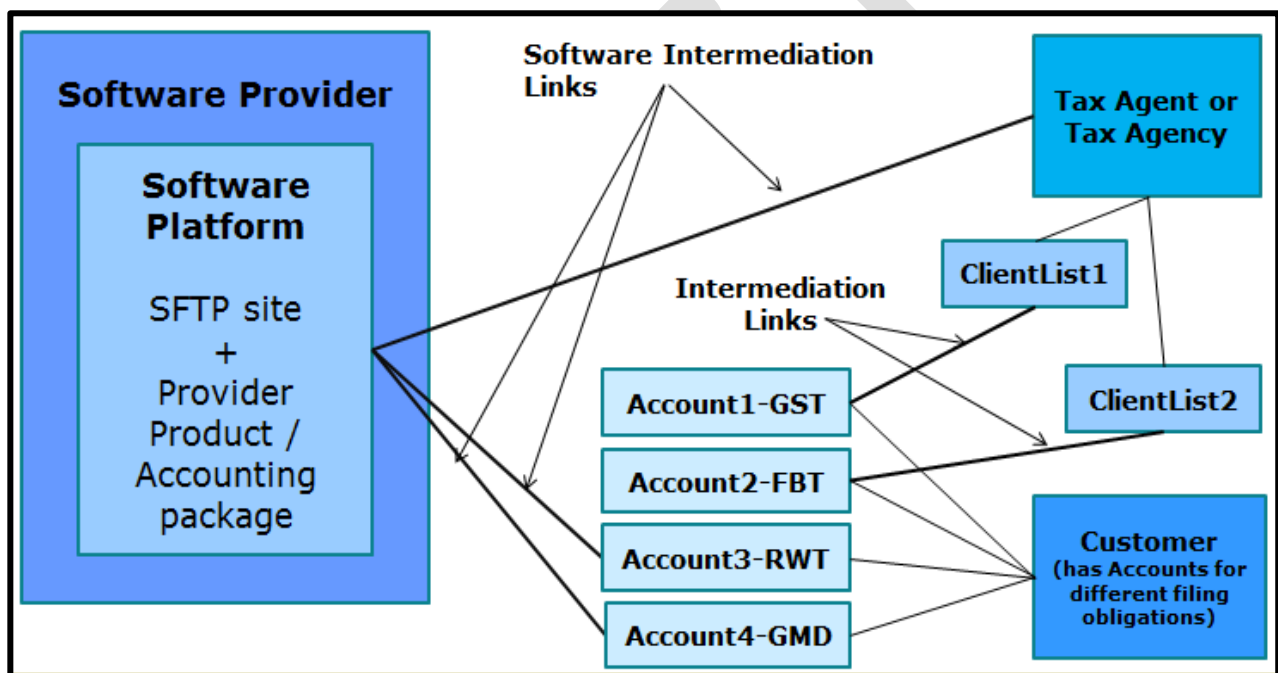 Software Provider
Software
Platform
SFTP site
+
Provider
Product /
Accounting
package
Software Intermediation
Links
Tax Agent or
Tax Agency
ClientList1
Intermediation
Links
ClientList2
Account1-GST
Account2-FBT
Account3-RWT
Account4-GMD
Customer
(has Accounts for
different filing
obligations)